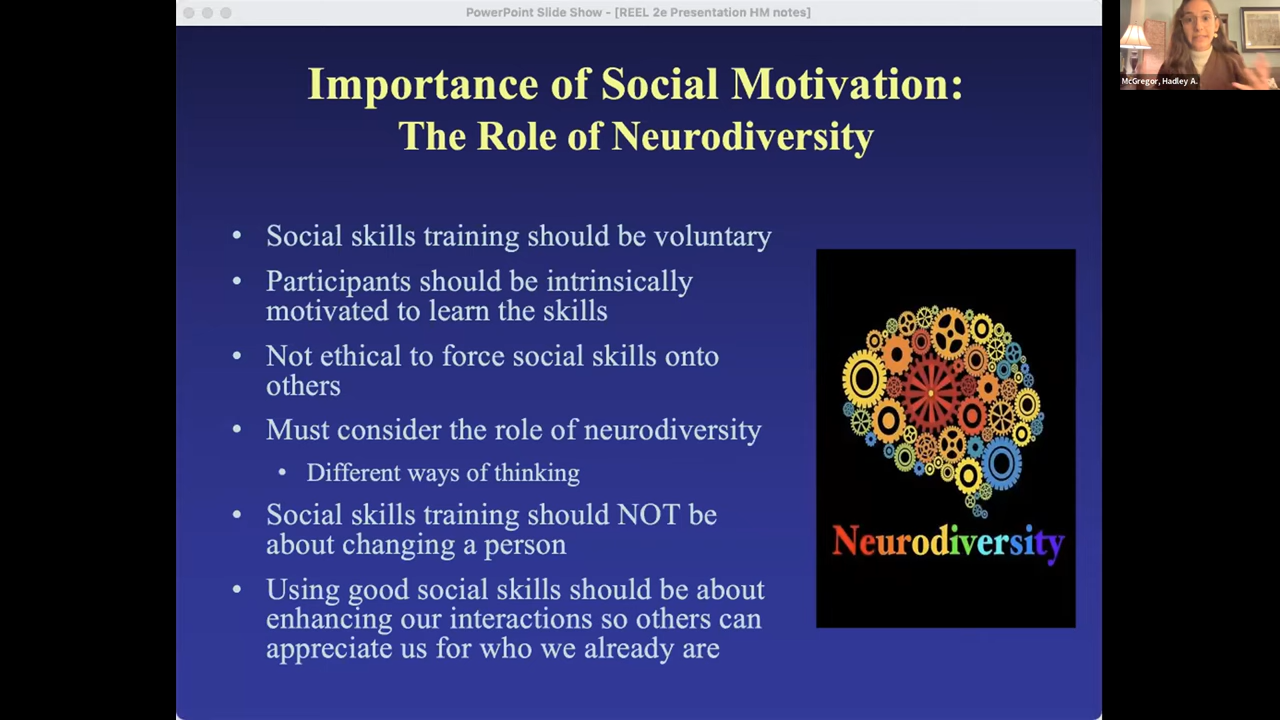 PowerPoint Slide Show - [REEL 2e Presentation HM notes]
McGregor, Hadley A.
Importance of Social Motivation:
The Role of Neurodiversity
• Social skills training should be voluntary
• Participants should be intrinsically
motivated to learn the skills
• Not ethical to force social skills onto
others
• Must consider the role of neurodiversity
• Different ways of thinking
• Social skills training should NOT be
about changing a person
• Using good social skills should be about
enhancing our interactions so others can
appreciate us for who we already are
Neurodiversity